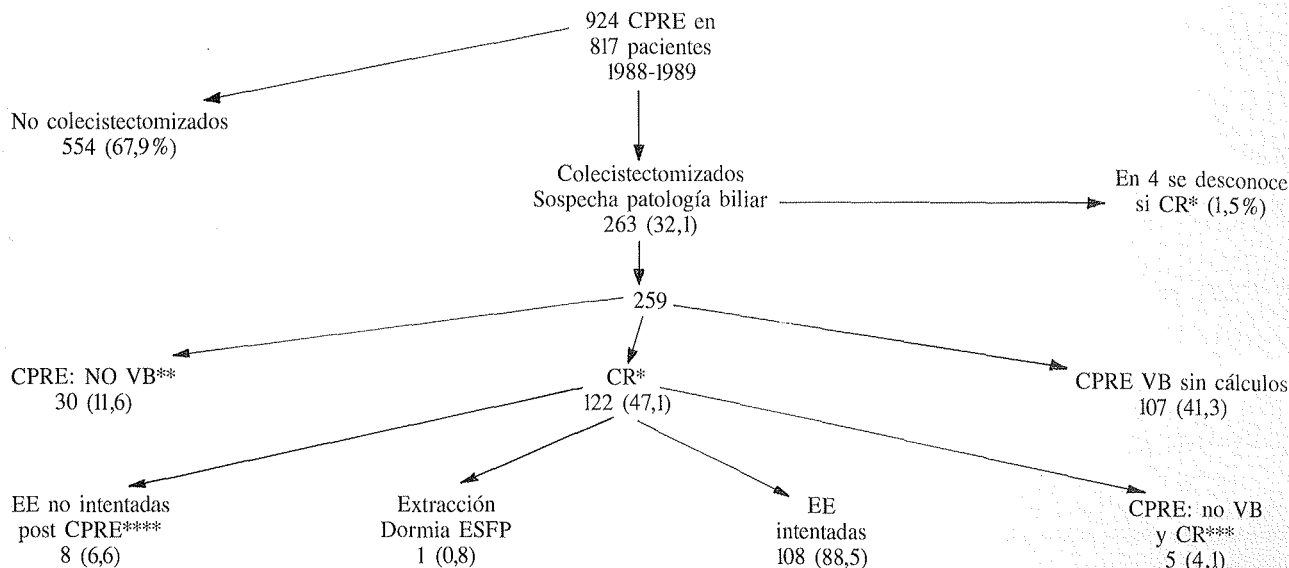 924 CPRE en
817 pacientes
1988-1989
No colecistectomizados
554 (67,9%)
Colecistectomizados
Sospecha patología biliar
263 (32,1)
En 4 se desconoce
si CR* (1,5%)
259
CPRE: NO VB**
30 (11,6)
CR*
122 (47,1)
CPRE VB sin cálculos
107 (41,3)
EE no intentadas
post CPRE****
8 (6,6)
Extracción
Dormia ESFP
1 (0,8)
EE
intentadas
108 (88,5)
CPRE: no VB
y CR***
5 (4,1)